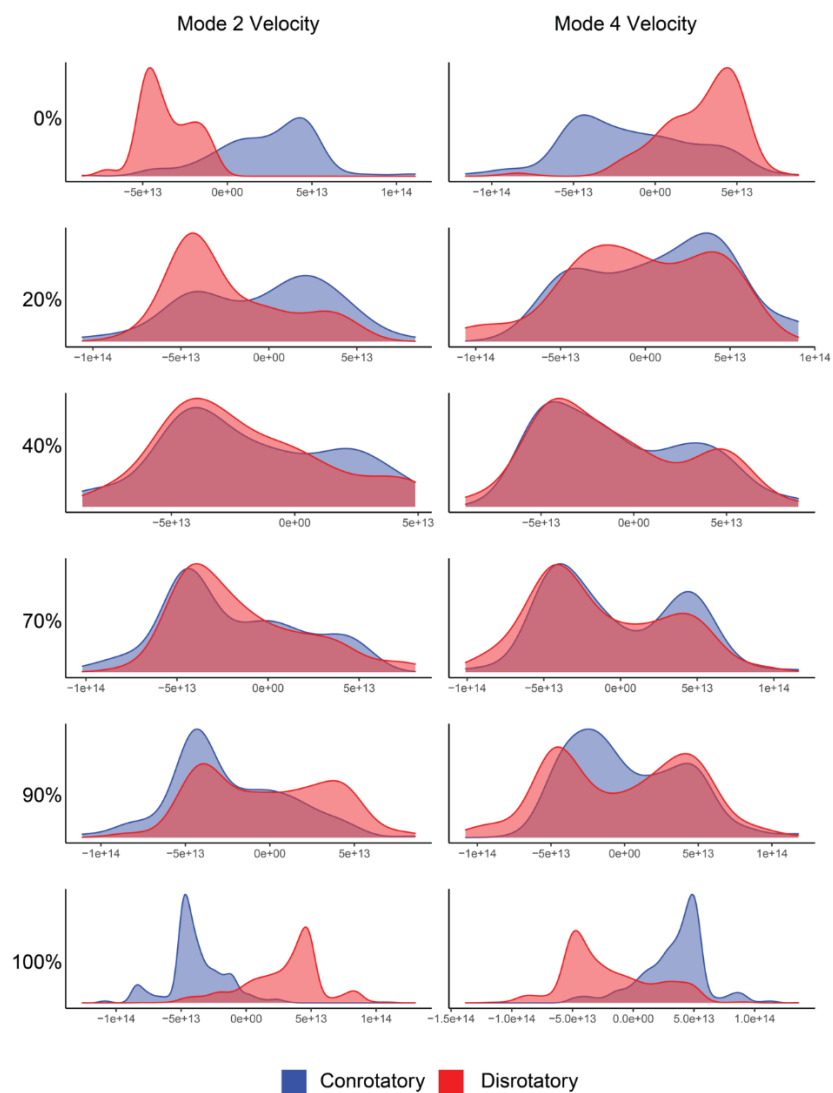 Mode 2 Velocity Mode 4 Velocity
0%
−5e+13 0e+00 5e+13 1e+14 −1e+14 −5e+13 0e+00 5e+13
20%
−1e+14 −5e+13 0e+00 5e+13 −1e+14 −5e+13 0e+00 5e+13 1e+14
40%
−5e+13 0e+00 5e+13 −5e+13 0e+00 5e+13
70%
−1e+14 −5e+13 0e+00 5e+13 −1e+14 −5e+13 0e+00 5e+13 1e+14
90%
−1e+14 −5e+13 0e+00 5e+13 −1e+14 −5e+13 0e+00 5e+13 1e+14
100%
−1e+14 −5e+13 0e+00 5e+13 1e+14 −1.5e+14 −1.0e+14 −5.0e+13 0.0e+00 5.0e+13 1.0e+14
Conrotatory Disrotatory